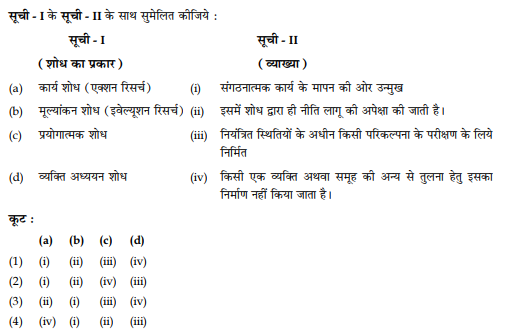 सूची - I के सूची - II के साथ सुमेलित कीजिये :
सूची - I सूची - II
( शोध का प्रकार ) ( व्याख्या )
(a) कार्य शोध (एक्शन रिसर्च) (i) संगठनात्मक कार्य के मापन की ओर उन्मुख
(b) मूल्यांकन शोध (इवेल्यूशन रिसर्च) (ii) इसमें शोध द्वारा ही नीति लागू की अपेक्षा की जाती है।
(c) प्रयोगात्मक शोध (iii) नियंत्रित स्थितियों के अधीन किसी परिकल्पना के परीक्षण के लिये
निर्मित
(d) व्यक्ति अध्ययन शोध (iv) किसी एक व्यक्ति अथवा समूह की अन्य से तुलना हेतु इसका
निर्माण नहीं किया जाता है।
कूट :
(a) (b) (c) (d)
(1) (i) (ii) (iii) (iv)
(2) (i) (ii) (iv) (iii)
(3) (ii) (i) (iii) (iv)
(4) (iv) (i) (ii) (iii)